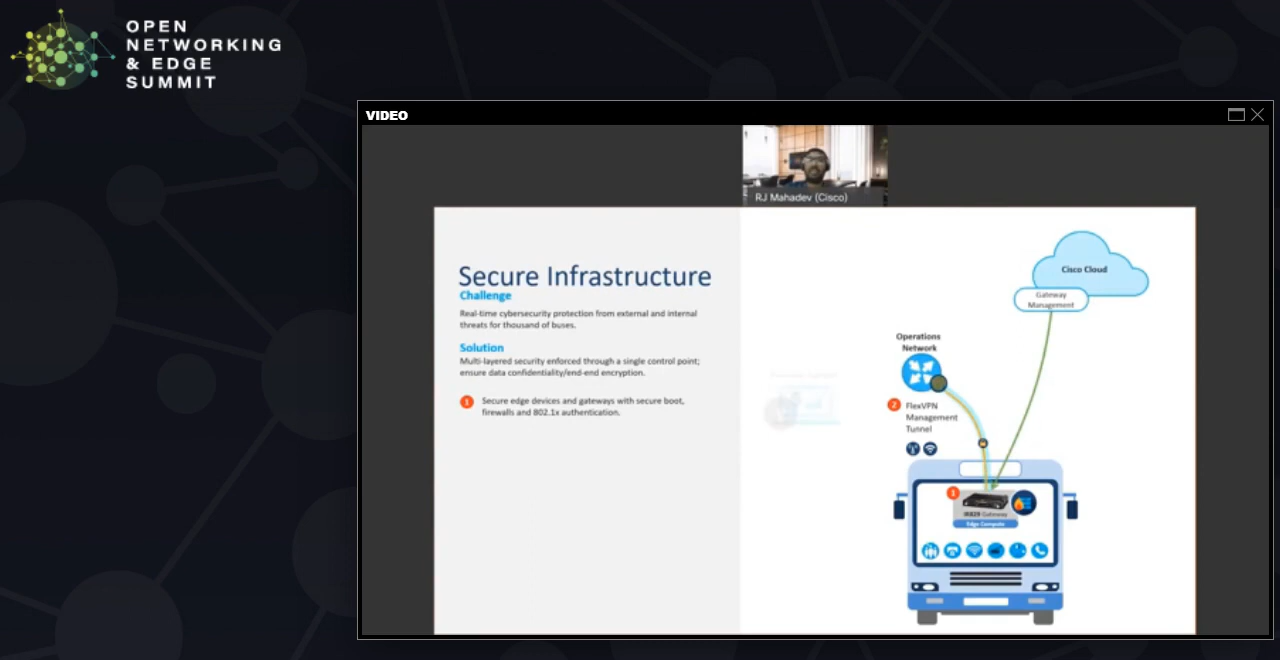 OPEN
NETWORKING
& EDGE
SUMMIT
VIDEO
RJ Mahadev (Cisco)
Secure Infrastructure
Challenge
Real-time cybersecurity protection from external and internal
threats for thousand of buses.
Solution
Multi-layered security enforced through a single control point;
ensure data confidentiality/end-end encryption.
1 Secure edge devices and gateways with secure boot,
firewalls and 802.1x authentication.
Cisco Cloud
Gateway
Management
Operations
Network
2 FlexVPN
Management
Tunnel
1
IR829 Gateway
Edge Compute